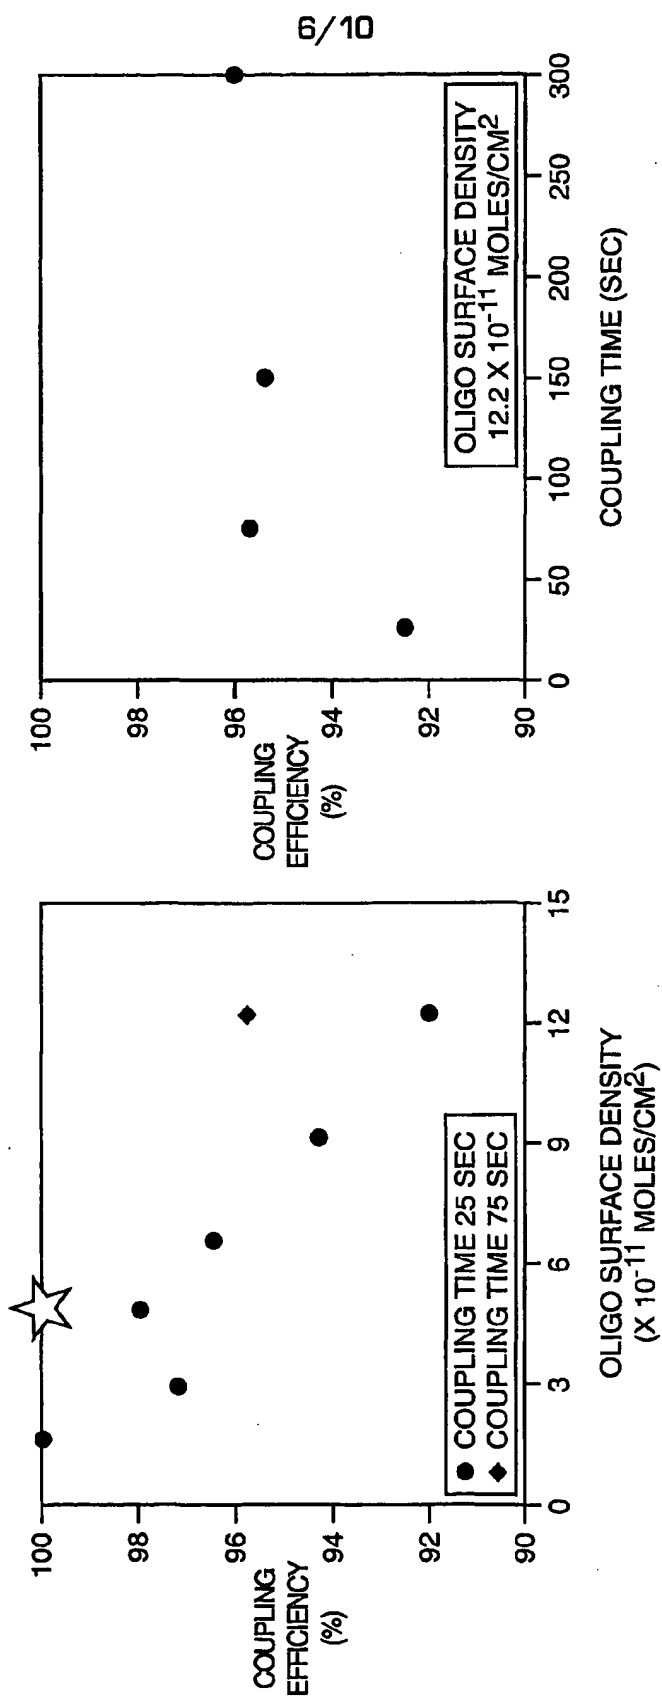 6/10
COUPLING
EFFICIENCY
(%)
100
98
96
94
92
90
0
3
6
9
12
15
● COUPLING TIME 25 SEC
◆ COUPLING TIME 75 SEC
OLIGO SURFACE DENSITY
(X 10⁻¹¹ MOLES/CM²)
COUPLING
EFFICIENCY
(%)
100
98
96
94
92
90
0
50
100
150
200
250
300
OLIGO SURFACE DENSITY
12.2 X 10⁻¹¹ MOLES/CM²
COUPLING TIME (SEC)